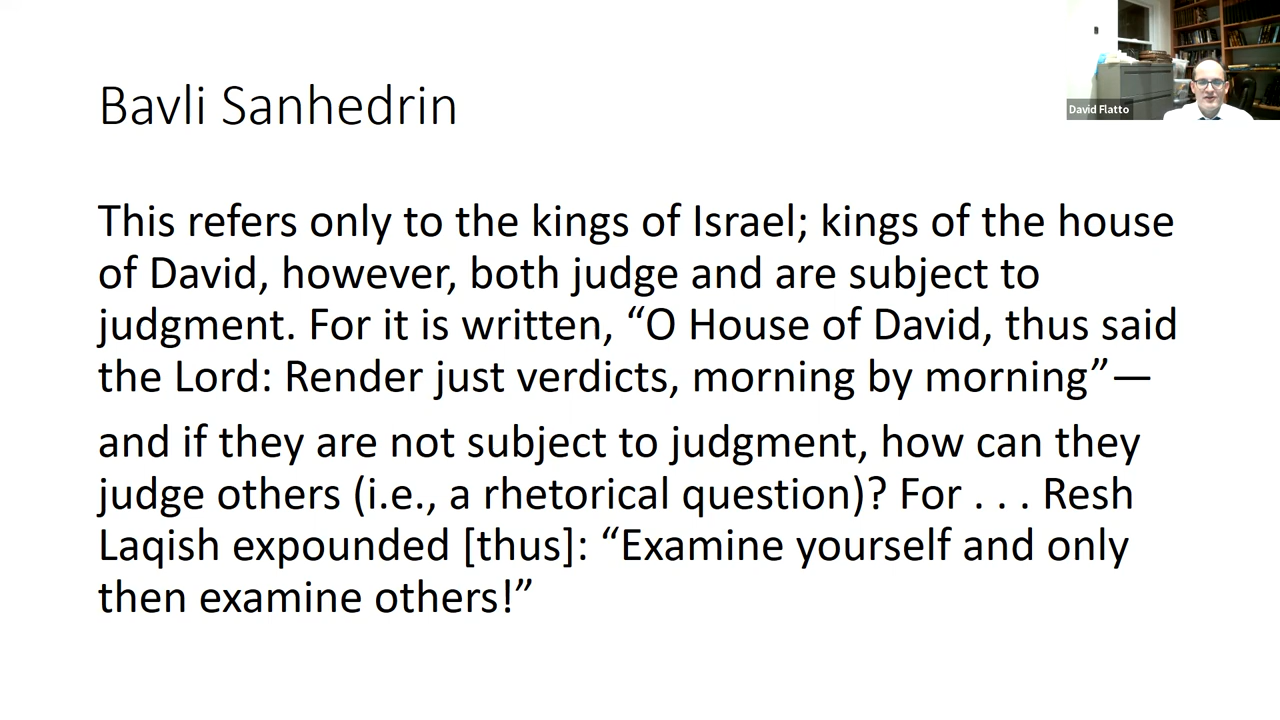 Bavli Sanhedrin
David Flatto
This refers only to the kings of Israel; kings of the house
of David, however, both judge and are subject to
judgment. For it is written, “O House of David, thus said
the Lord: Render just verdicts, morning by morning”—
and if they are not subject to judgment, how can they
judge others (i.e., a rhetorical question)? For . . . Resh
Laqish expounded [thus]: “Examine yourself and only
then examine others!”